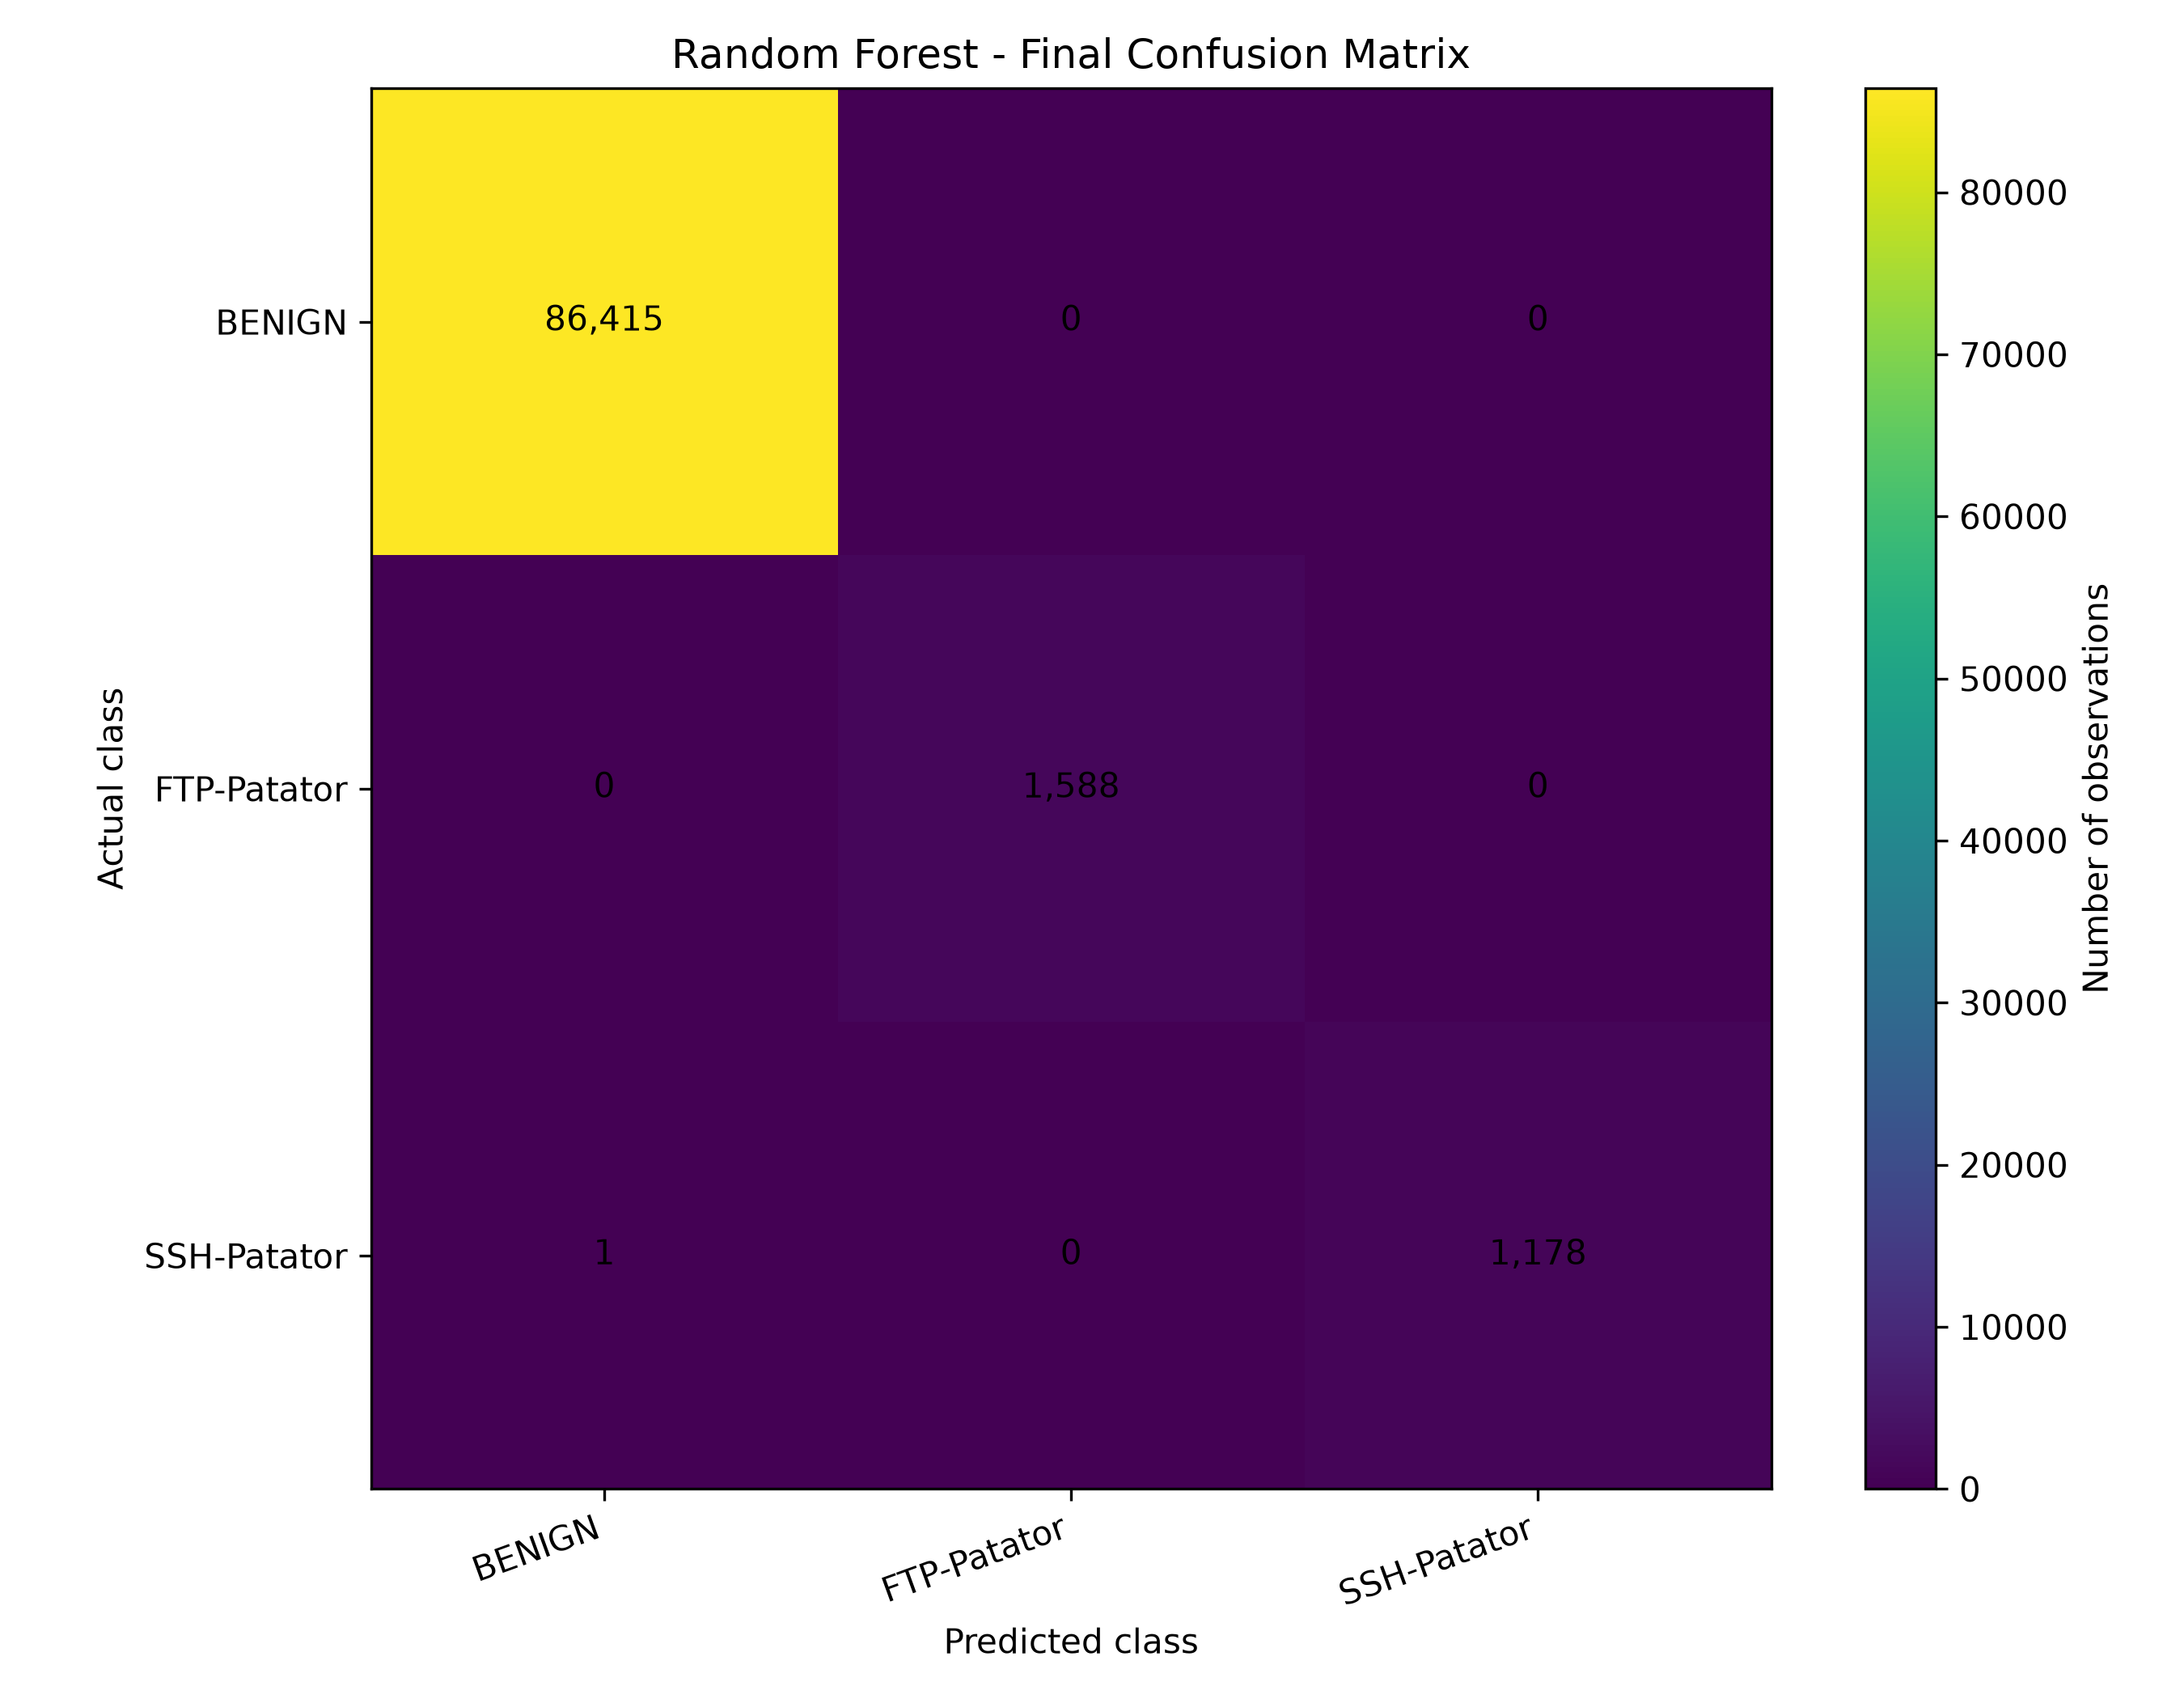 Random Forest - Final Confusion Matrix
Actual class
BENIGN
86,415
0
0
FTP-Patator
0
1,588
0
SSH-Patator
1
0
1,178
BENIGN
FTP-Patator
SSH-Patator
Predicted class
80000
70000
60000
50000
40000
30000
20000
10000
0
Number of observations